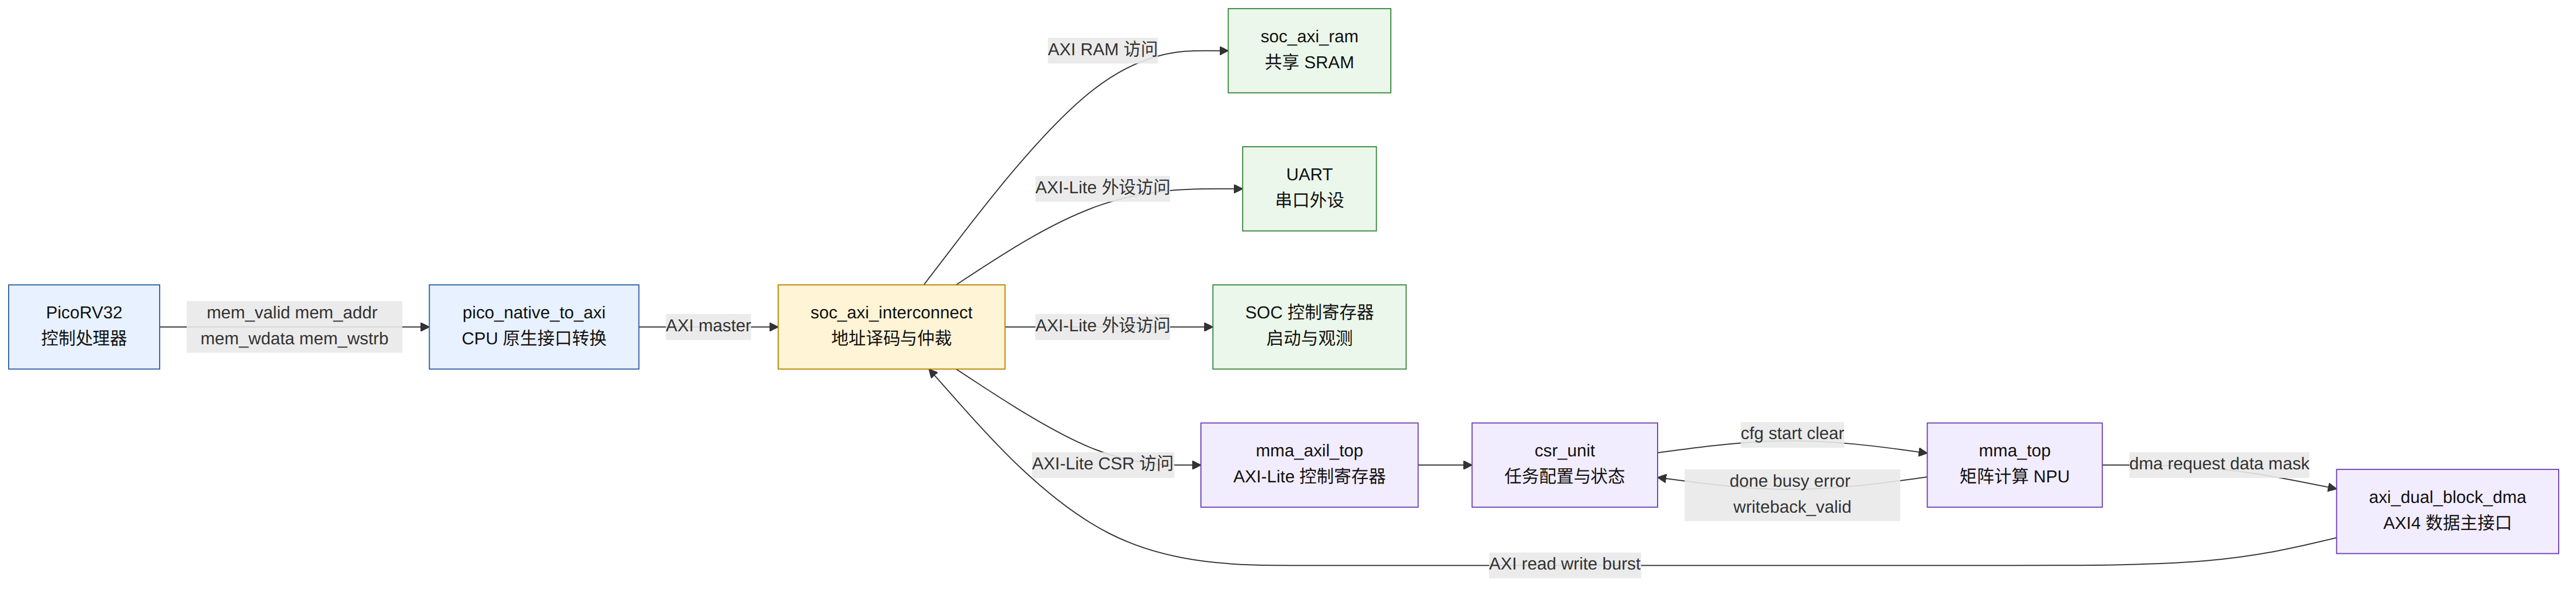 AXI RAM 访问
soc_axi_ram
共享 SRAM
AXI-Lite 外设访问
UART
串口外设
PicoRV32
控制处理器
mem_valid mem_addr
mem_wdata mem_wstrb
pico_native_to_axi
CPU 原生接口转换
AXI master
soc_axi_interconnect
地址译码与仲裁
AXI-Lite 外设访问
SOC 控制寄存器
启动与观测
AXI-Lite CSR 访问
mma_axil_top
AXI-Lite 控制寄存器
csr_unit
任务配置与状态
cfg start clear
done busy error
writeback_valid
mma_top
矩阵计算 NPU
dma request data mask
axi_dual_block_dma
AXI4 数据主接口
AXI read write burst